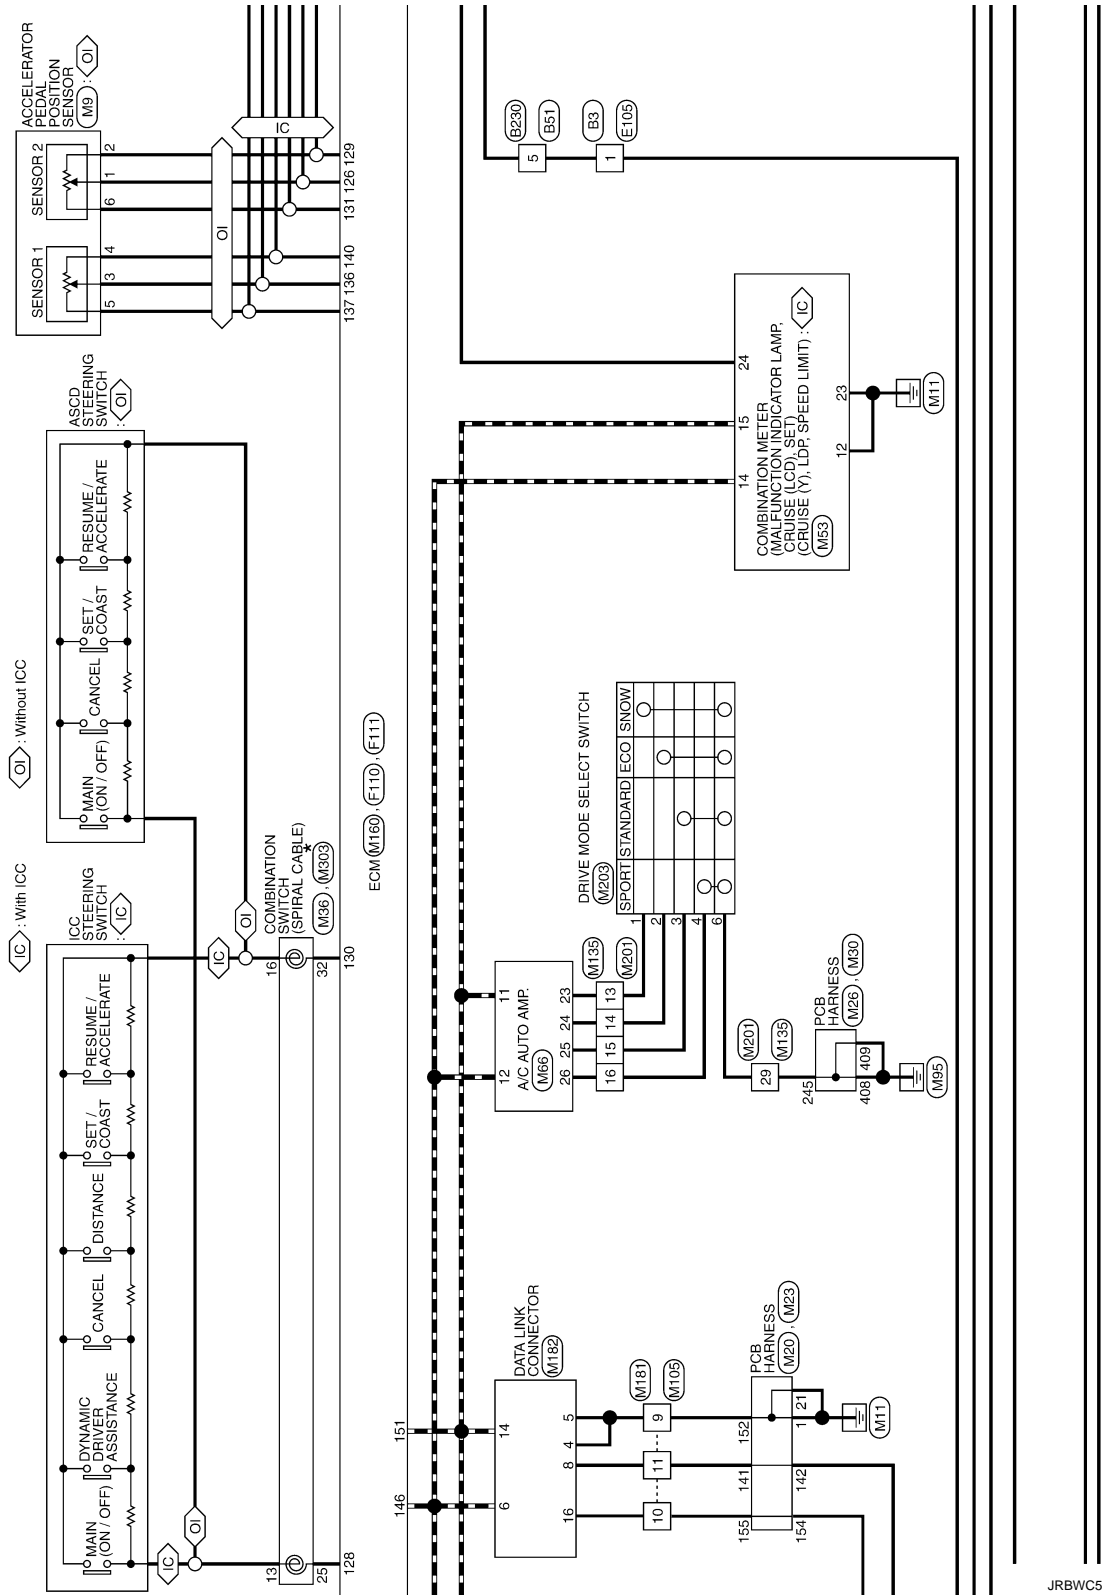 IC : With ICC
OI : Without ICC
ICC
STEERING
SWITCH
: IC
MAIN
(ON / OFF)
DYNAMIC
DRIVER
ASSISTANCE
CANCEL
DISTANCE
SET /
COAST
RESUME /
ACCELERATE
ASCD
STEERING
SWITCH
: OI
MAIN
(ON / OFF)
CANCEL
SET /
COAST
RESUME /
ACCELERATE
ACCELERATOR
PEDAL
POSITION
SENSOR
M9 : OI
SENSOR 1
SENSOR 2
5 3 4 6 1 2
OI
IC
137 136 140 131 126 129
IC
OI
IC
OI
13
16
25
32
128
130
COMBINATION
SWITCH
(SPIRAL CABLE)
*
M36 , M303
ECM M160 , F110 , F111
146
151
DATA LINK
CONNECTOR
M182
6
14
16
8
4
5
10
11
9
M181
M105
155
141
152
154
142
1
21
PCB
HARNESS
M20 , M23
M11
12
11
A/C AUTO AMP.
M66
26
25
24
23
16
15
14
13
M135
M201
DRIVE MODE SELECT SWITCH
M203
SPORT STANDARD ECO SNOW
1
2
3
4
6
29
M201
M135
245
PCB
HARNESS
M26 , M30
408
409
M95
14
15
24
COMBINATION METER
(MALFUNCTION INDICATOR LAMP,
CRUISE (LCD), SET)
(CRUISE (Y), LDP, SPEED LIMIT) : IC
M53
12
23
M11
5
B230
B51
1
B3
E105
JRBWC5